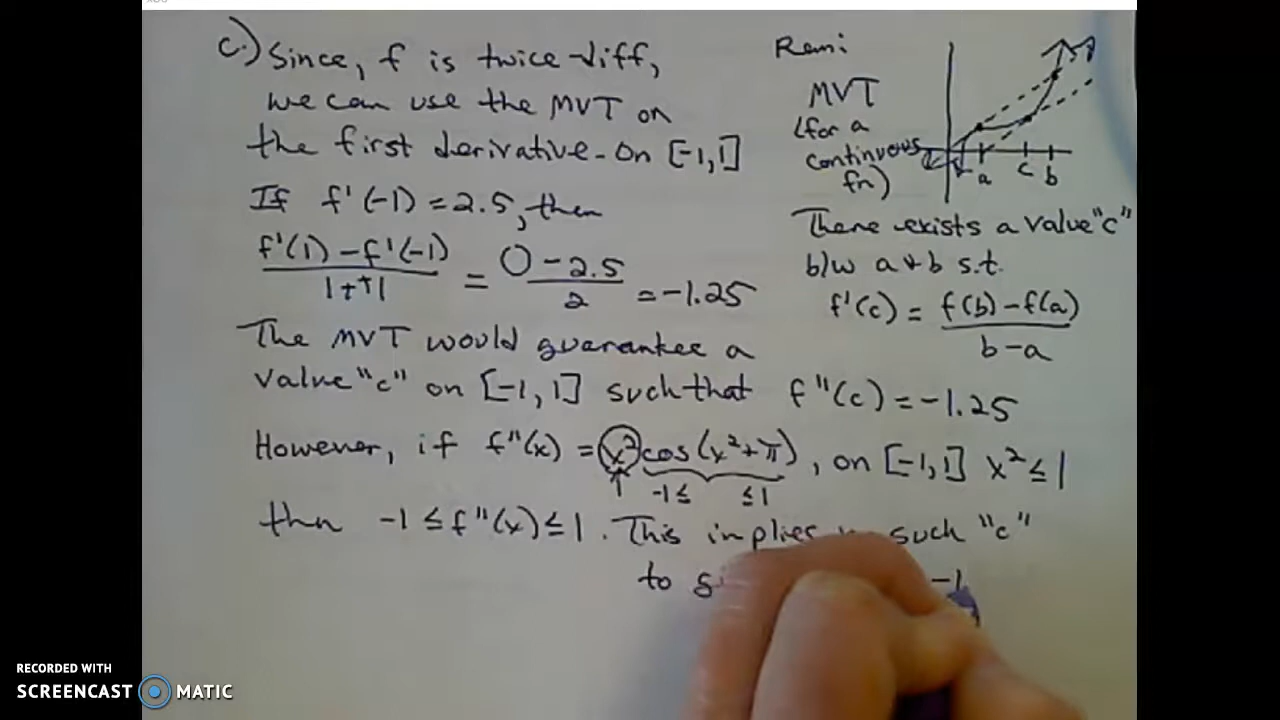 c.) Since, f is twice-diff,
we can use the MVT on
the first derivative on [-1,1]
If f'(-1) = 2.5, then
f'(1) - f'(-1) / 1 + +1 = 0 - 2.5 / 2 = -1.25
The MVT would guarantee a
value "c" on [-1,1] such that f''(c) = -1.25
However, if f''(x) = x² cos(x²+π), on [-1,1] x² ≤ 1
-1 ≤ ≤ 1
then -1 ≤ f''(x) ≤ 1. This implies such "c"
to -1
Rem:
MVT
(for a
continuous
fn)
a c b
There exists a value "c"
b/w a & b s.t.
f'(c) = f(b) - f(a) / b - a
RECORDED WITH
SCREENCAST MATIC